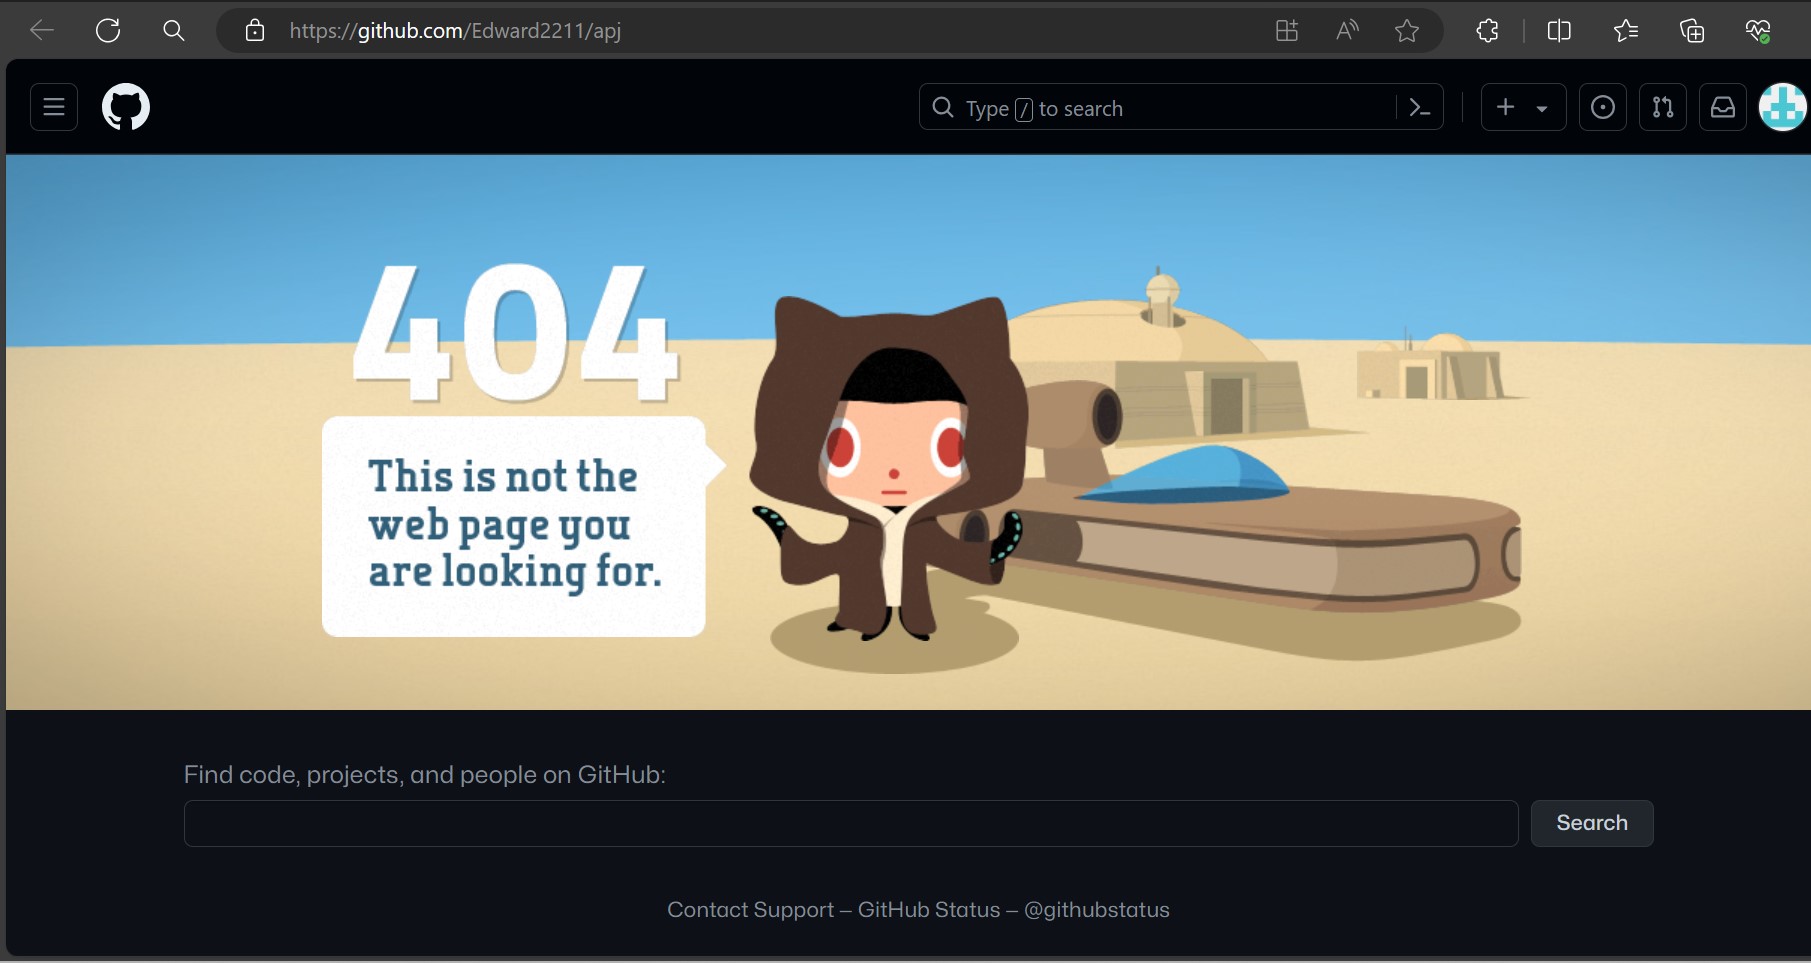 https://github.com/Edward2211/apj
Type / to search
404
This is not the
web page you
are looking for.
Find code, projects, and people on GitHub:
Search
Contact Support — GitHub Status — @githubstatus